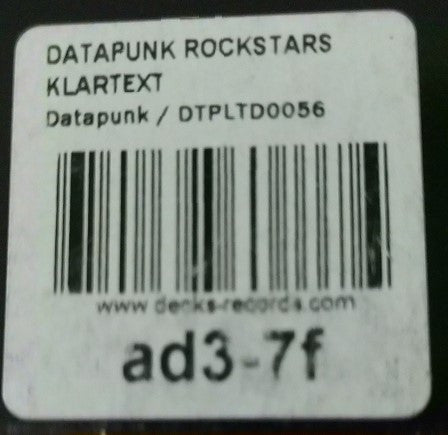 DATAPUNK ROCKSTARS
KLARTEXT
Datapunk / DTPLTD0056
www.decks-records.com
ad3-7f